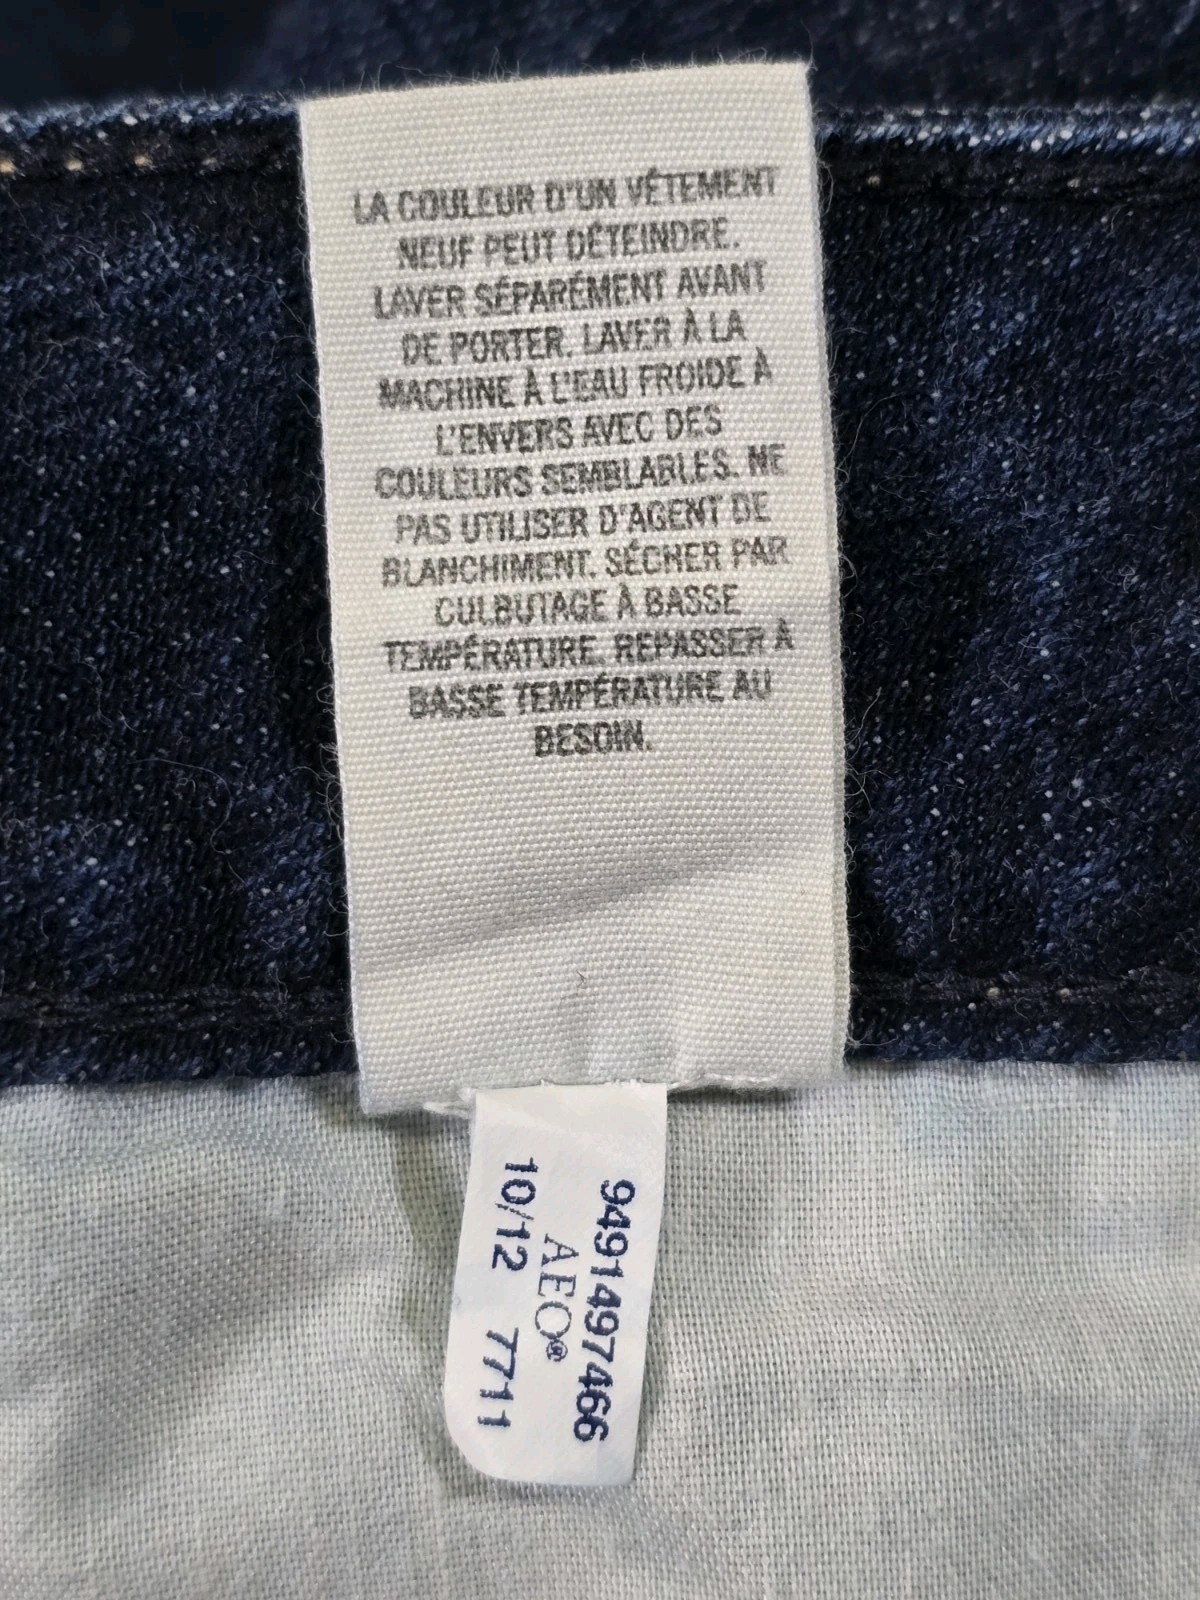 LA COULEUR D'UN VÊTEMENT
NEUF PEUT DÉTEINDRE.
LAVER SÉPARÉMENT AVANT
DE PORTER. LAVER À LA
MACHINE À L'EAU FROIDE À
L'ENVERS AVEC DES
COULEURS SEMBLABLES. NE
PAS UTILISER D'AGENT DE
BLANCHIMENT. SÉCHER PAR
CULBUTAGE À BASSE
TEMPÉRATURE. REPASSER À
BASSE TEMPÉRATURE AU
BESOIN.
9491497466
AEO®
10/12 7711